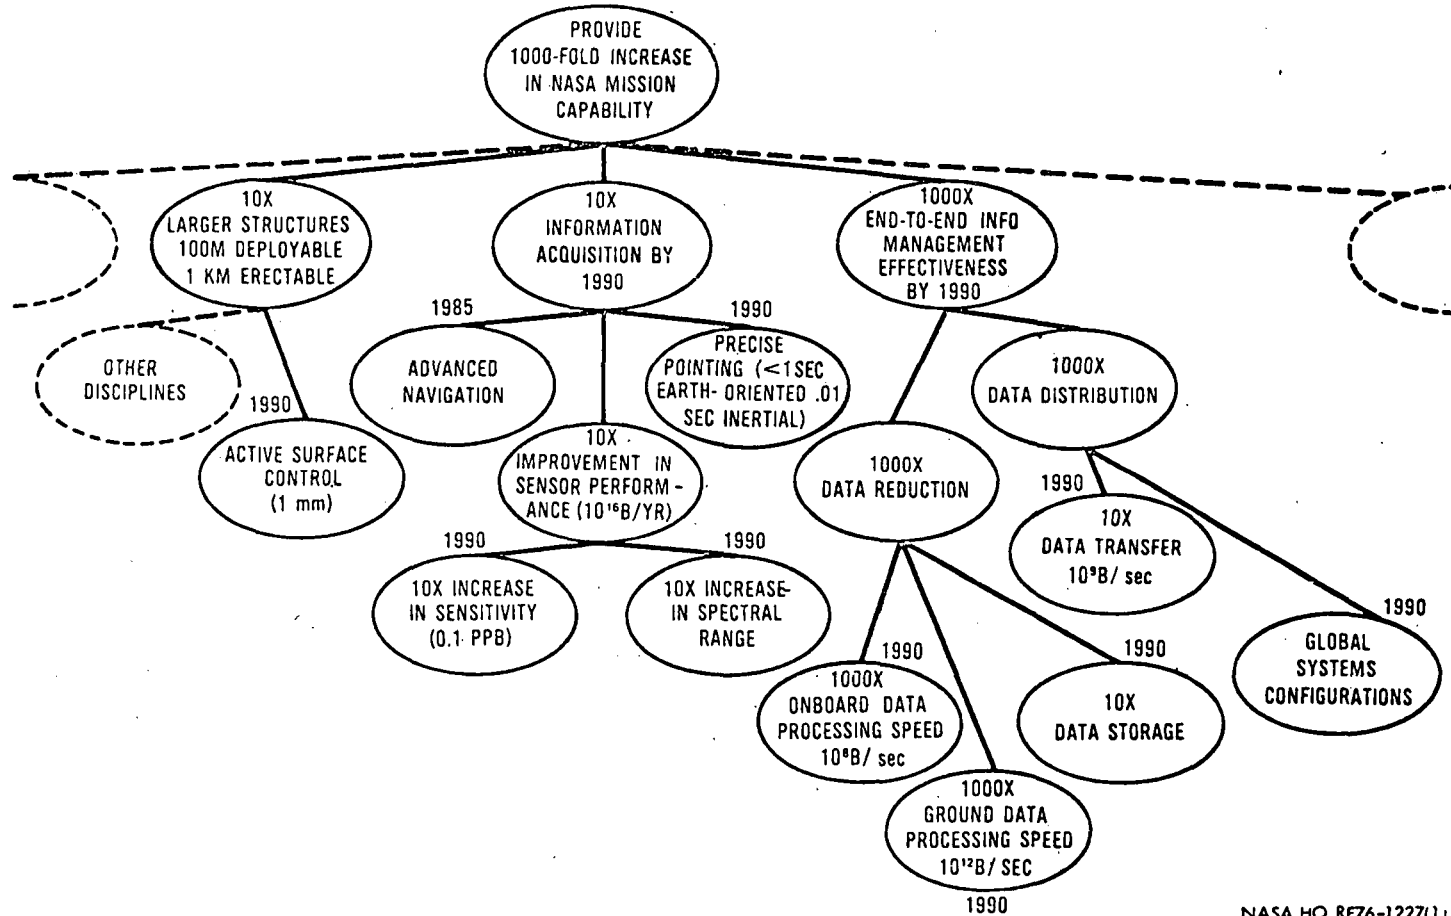 PROVIDE
1000-FOLD INCREASE
IN NASA MISSION
CAPABILITY
10X
LARGER STRUCTURES
100M DEPLOYABLE
1 KM ERECTABLE
10X
INFORMATION
ACQUISITION BY
1990
1000X
END-TO-END INFO
MANAGEMENT
EFFECTIVENESS
BY 1990
OTHER
DISCIPLINES
1990
ACTIVE SURFACE
CONTROL
(1 mm)
1985
ADVANCED
NAVIGATION
1990
PRECISE
POINTING (<1SEC
EARTH-ORIENTED .01
SEC INERTIAL)
10X
IMPROVEMENT IN
SENSOR PERFORM-
ANCE (10¹⁶B/YR)
1990
10X INCREASE
IN SENSITIVITY
(0.1 PPB)
1990
10X INCREASE
IN SPECTRAL
RANGE
1000X
DATA REDUCTION
1000X
DATA DISTRIBUTION
1990
10X
DATA TRANSFER
10⁹B/ sec
1990
GLOBAL
SYSTEMS
CONFIGURATIONS
1990
1000X
ONBOARD DATA
PROCESSING SPEED
10⁸B/ sec
1990
10X
DATA STORAGE
1000X
GROUND DATA
PROCESSING SPEED
10¹²B/ SEC
1990
NASA HQ RE76-1227(1)